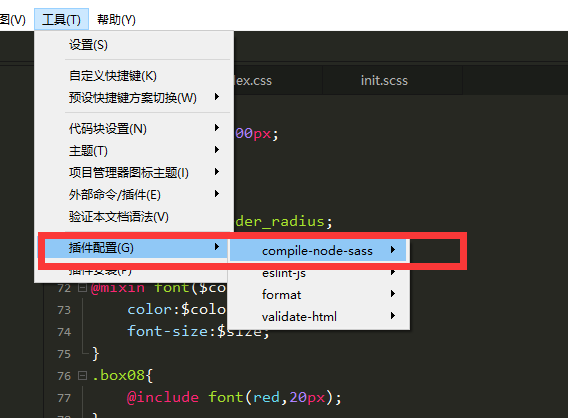 图(V) 工具(T) 帮助(Y)
设置(S)
自定义快捷键(K)
预设快捷键方案切换(W)
代码块设置(N)
主题(T)
项目管理器图标主题(I)
外部命令/插件(E)
验证本文档语法(V)
插件配置(G)
插件安装(P)
compile-node-sass
eslint-js
format
validate-html
dex.css init.scss
00px;
der_radius;
72 @mixin font($co
73 color:$colo
74 font-size:$size;
75 }
76 .box08{
77 @include font(red,20px);